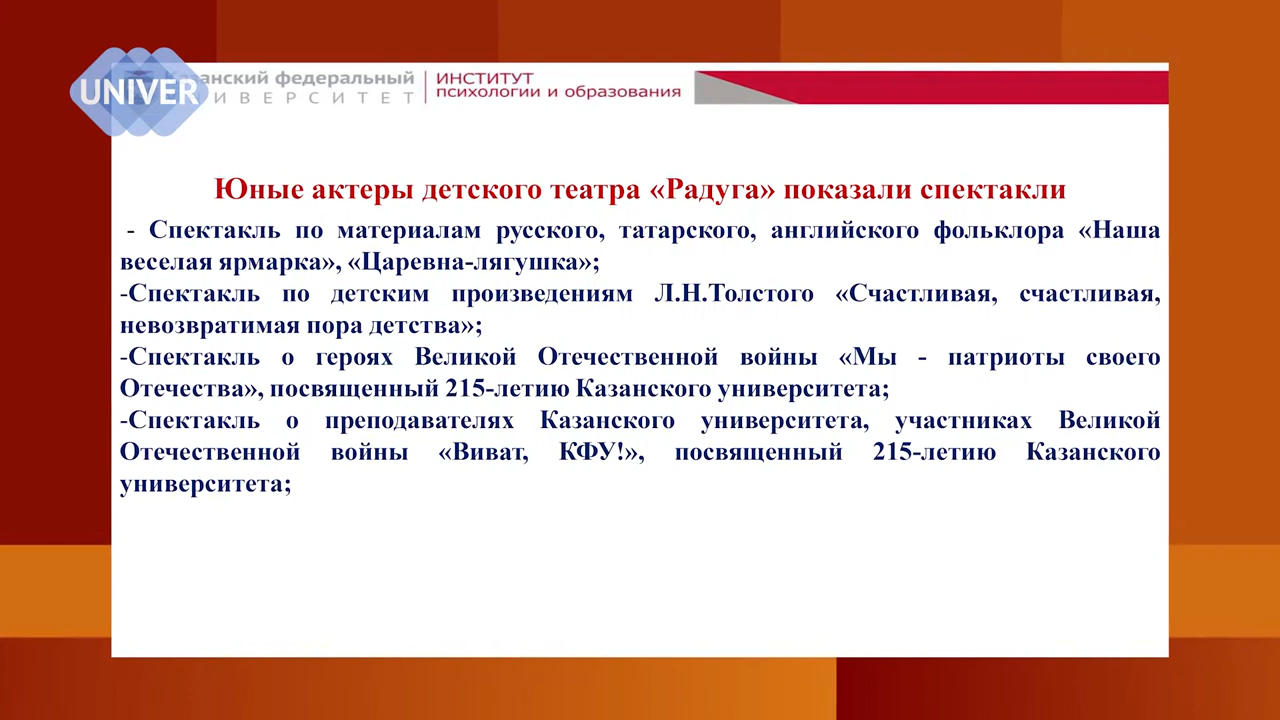 UNIVER
анский федеральный
НИВЕРСИТЕТ
ИНСТИТУТ
психологии и образования
Юные актеры детского театра «Радуга» показали спектакли
- Спектакль по материалам русского, татарского, английского фольклора «Наша
веселая ярмарка», «Царевна-лягушка»;
-Спектакль по детским произведениям Л.Н.Толстого «Счастливая, счастливая,
невозвратимая пора детства»;
-Спектакль о героях Великой Отечественной войны «Мы - патриоты своего
Отечества», посвященный 215-летию Казанского университета;
-Спектакль о преподавателях Казанского университета, участниках Великой
Отечественной войны «Виват, КФУ!», посвященный 215-летию Казанского
университета;